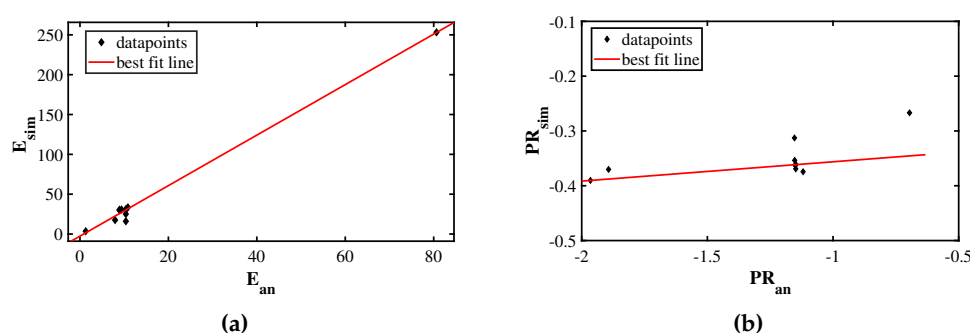 250
200
150
100
50
0
E_sim
datapoints
best fit line
0 20 40 60 80
E_an
(a)
-0.1
-0.2
-0.3
-0.4
-0.5
PR_sim
datapoints
best fit line
-2 -1.5 -1 -0.5
PR_an
(b)